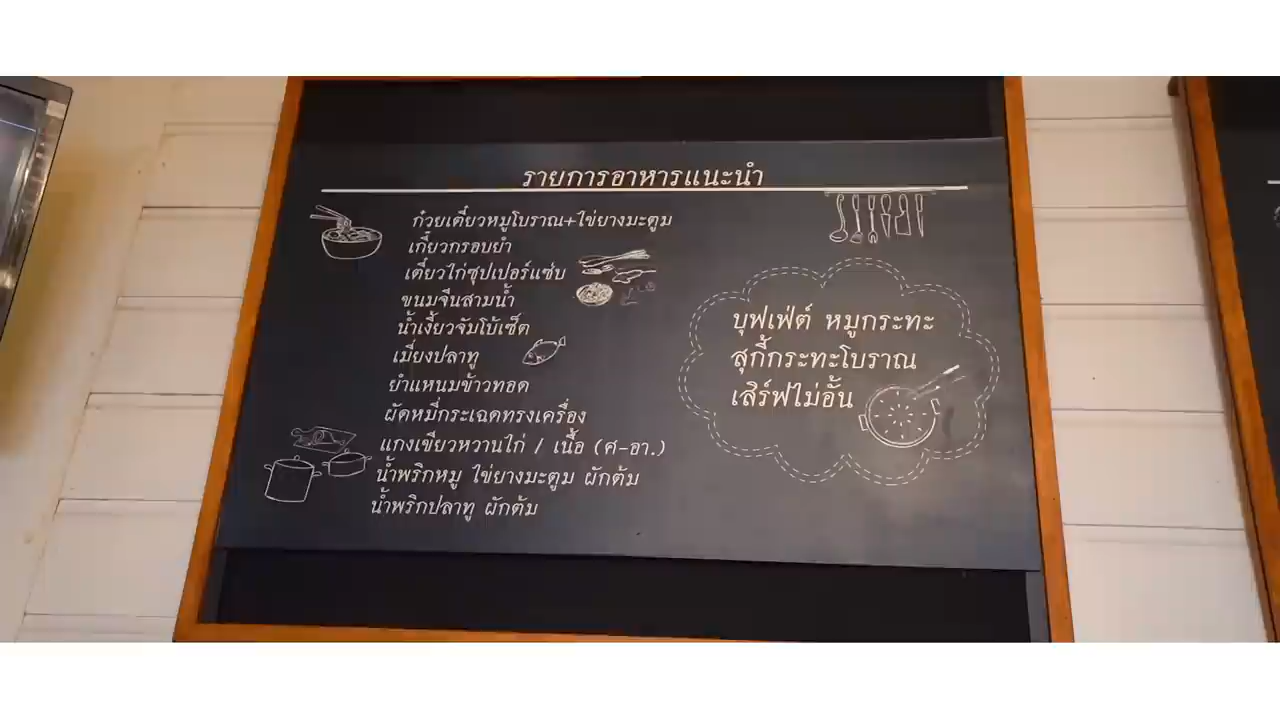 รายการอาหารแนะนำ
ก๋วยเตี๋ยวหมูโบราณ+ไข่ยางมะตูม
เกี๊ยวกรอบยำ
เตี๋ยวไก่ซุปเปอร์แซ่บ
ขนมจีนสามน้ำ
น้ำเงี้ยวจัมโบ้เซ็ต
เมี่ยงปลาทู
ยำแหนมข้าวทอด
ผัดหมี่กระเฉดทรงเครื่อง
แกงเขียวหวานไก่ / เนื้อ (ศ-อา.)
น้ำพริกหมู ไข่ยางมะตูม ผักต้ม
น้ำพริกปลาทู ผักต้ม
บุฟเฟ่ต์ หมูกระทะ
สุกี้กระทะโบราณ
เสิร์ฟไม่อั้น